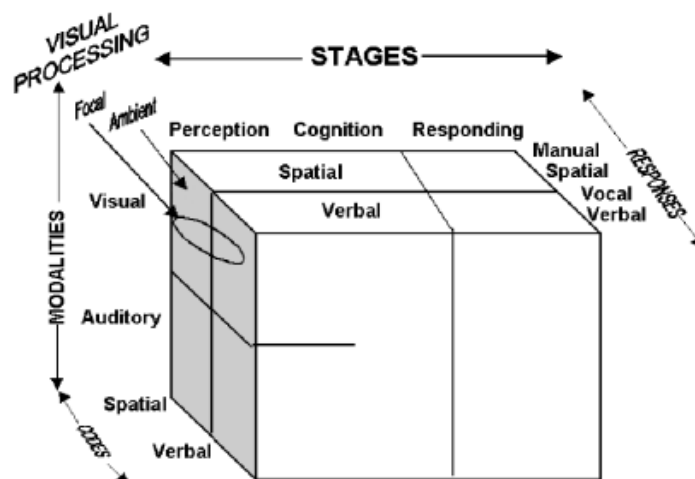 VISUAL
PROCESSING
STAGES
Focal
Ambient
Perception Cognition Responding
Manual
Spatial
Spatial
Vocal
Verbal
Verbal
RESPONSES
Visual
MODALITIES
Auditory
Spatial
Verbal
CODES